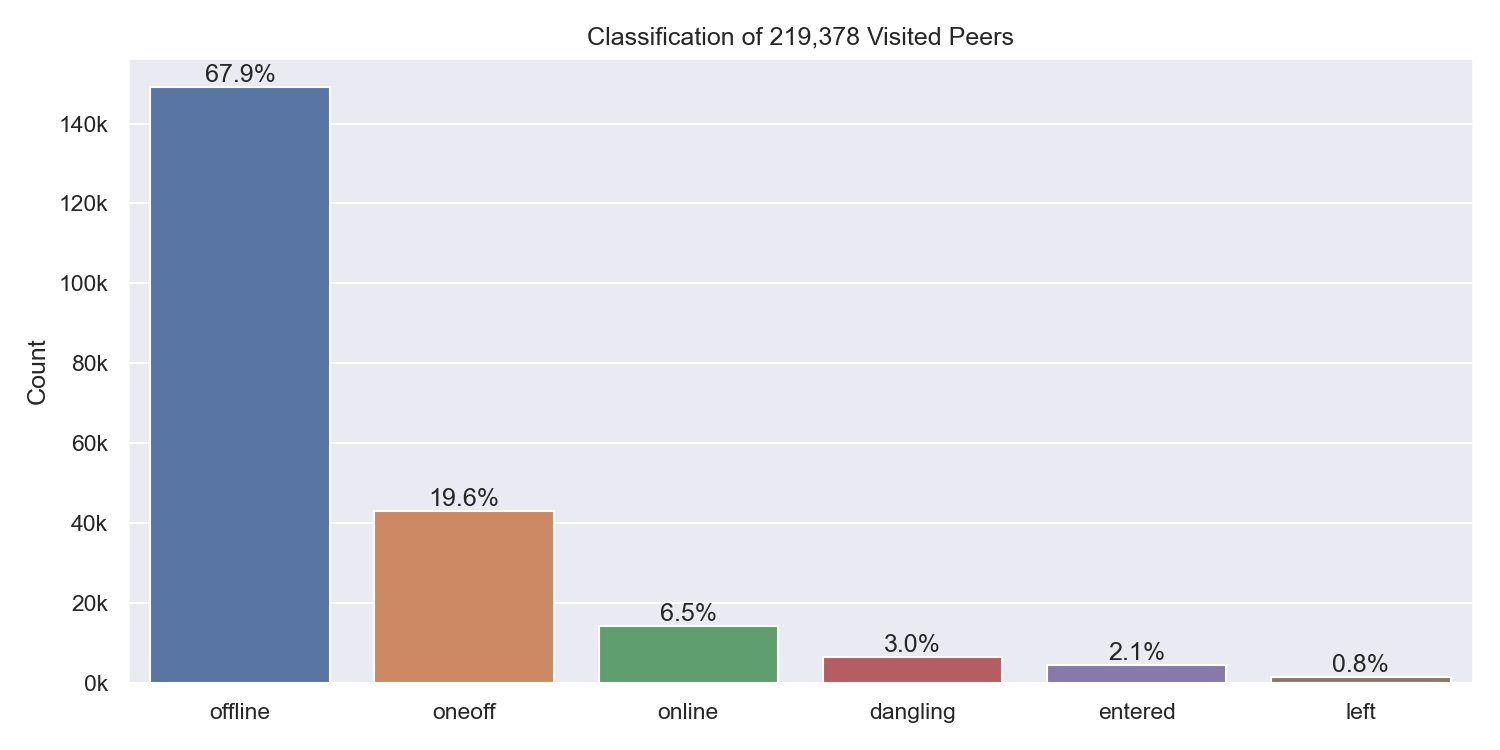 Classification of 219,378 Visited Peers
67.9%
140k
120k
100k
80k
Count
60k
19.6%
40k
20k
6.5%
3.0%
2.1%
0.8%
0k
offline oneoff online dangling entered left